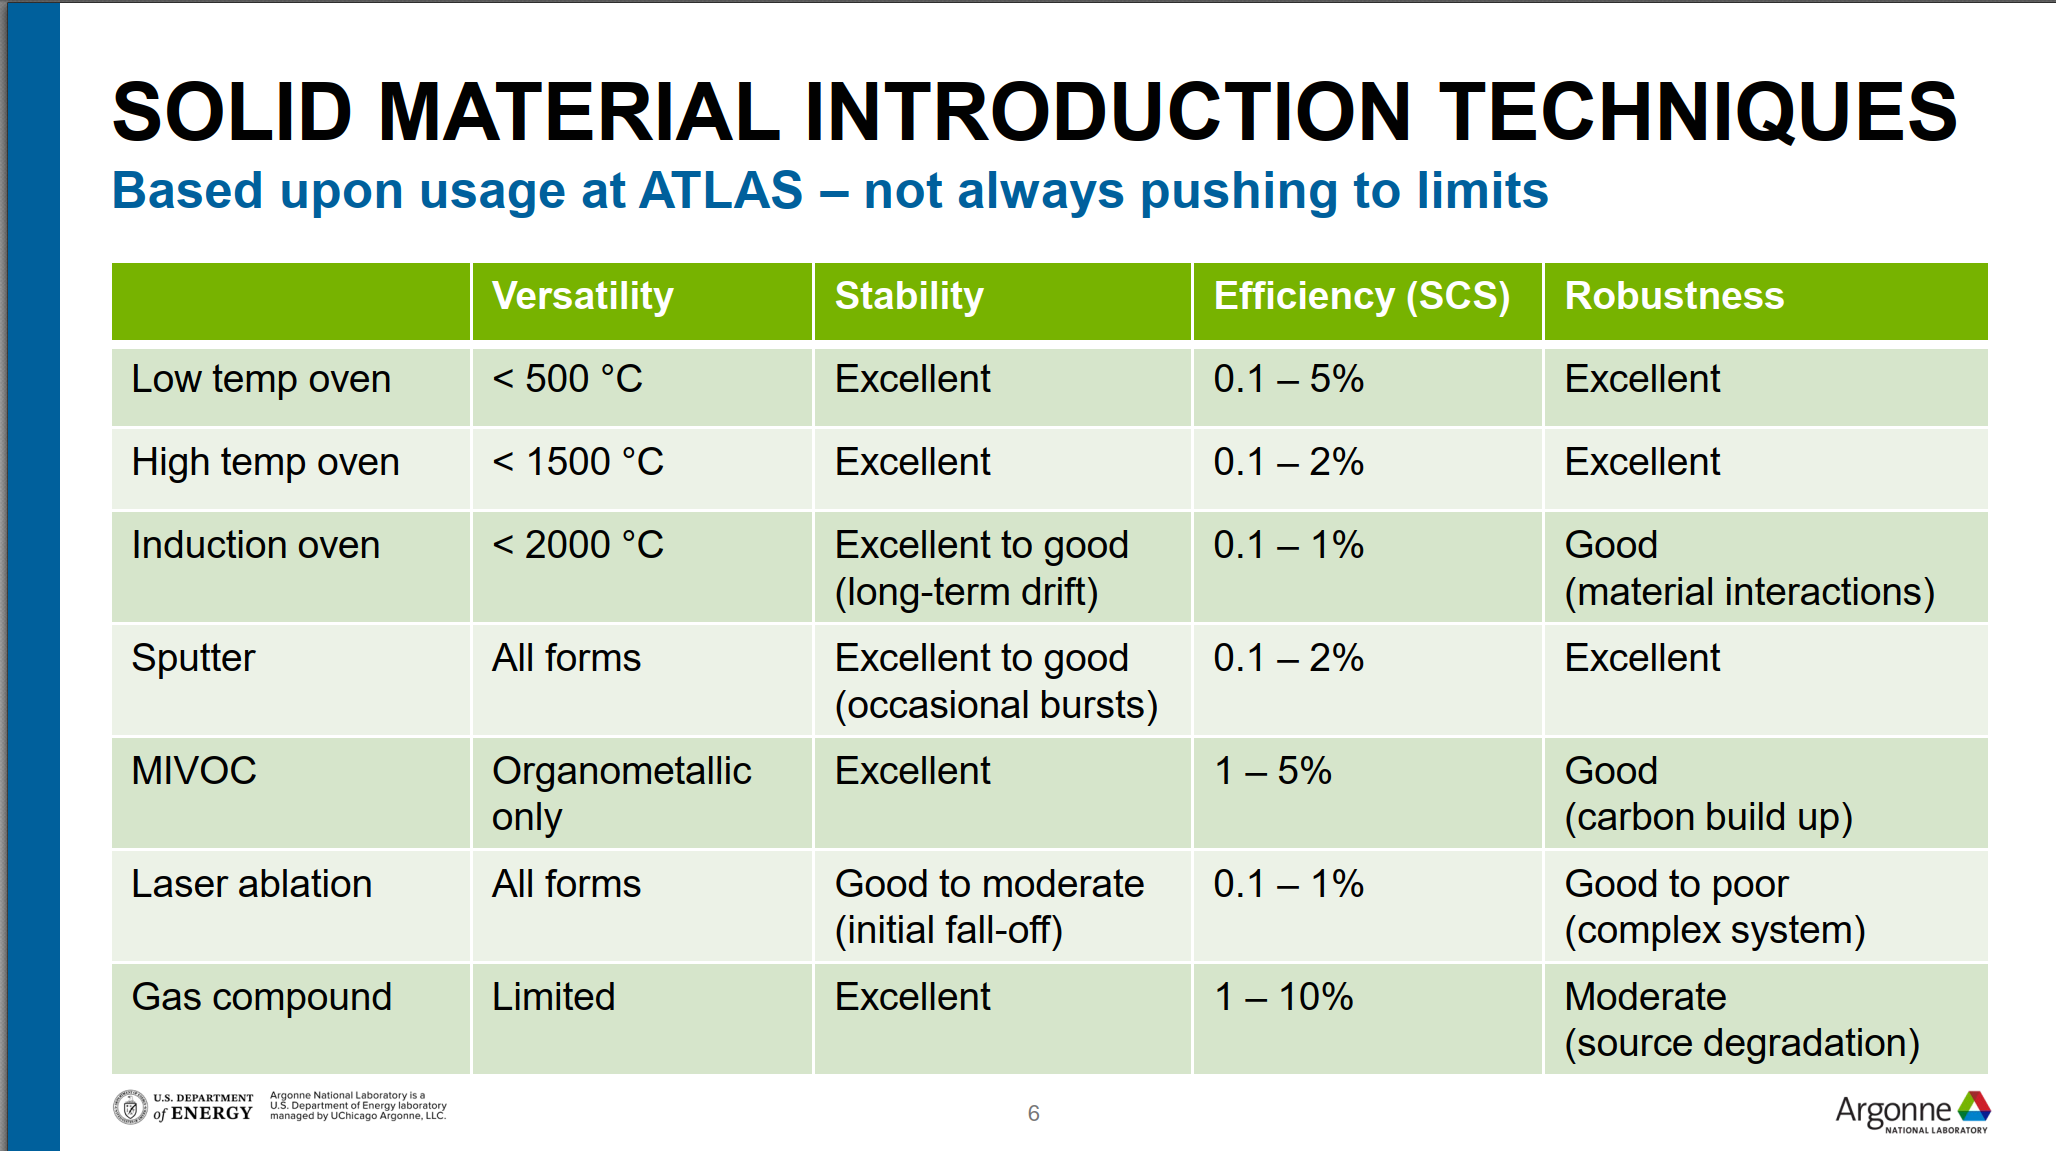 SOLID MATERIAL INTRODUCTION TECHNIQUES
Based upon usage at ATLAS – not always pushing to limits
Versatility Stability Efficiency (SCS) Robustness
Low temp oven < 500 °C Excellent 0.1 – 5% Excellent
High temp oven < 1500 °C Excellent 0.1 – 2% Excellent
Induction oven < 2000 °C Excellent to good 0.1 – 1% Good
(long-term drift) (material interactions)
Sputter All forms Excellent to good 0.1 – 2% Excellent
(occasional bursts)
MIVOC Organometallic Excellent 1 – 5% Good
only (carbon build up)
Laser ablation All forms Good to moderate 0.1 – 1% Good to poor
(initial fall-off) (complex system)
Gas compound Limited Excellent 1 – 10% Moderate
(source degradation)
U.S. DEPARTMENT
of ENERGY
Argonne National Laboratory is a
U.S. Department of Energy laboratory
managed by UChicago Argonne, LLC.
6
Argonne
NATIONAL LABORATORY